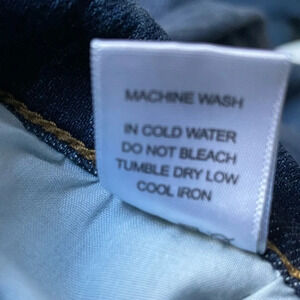 MACHINE WASH
IN COLD WATER
DO NOT BLEACH
TUMBLE DRY LOW
COOL IRON